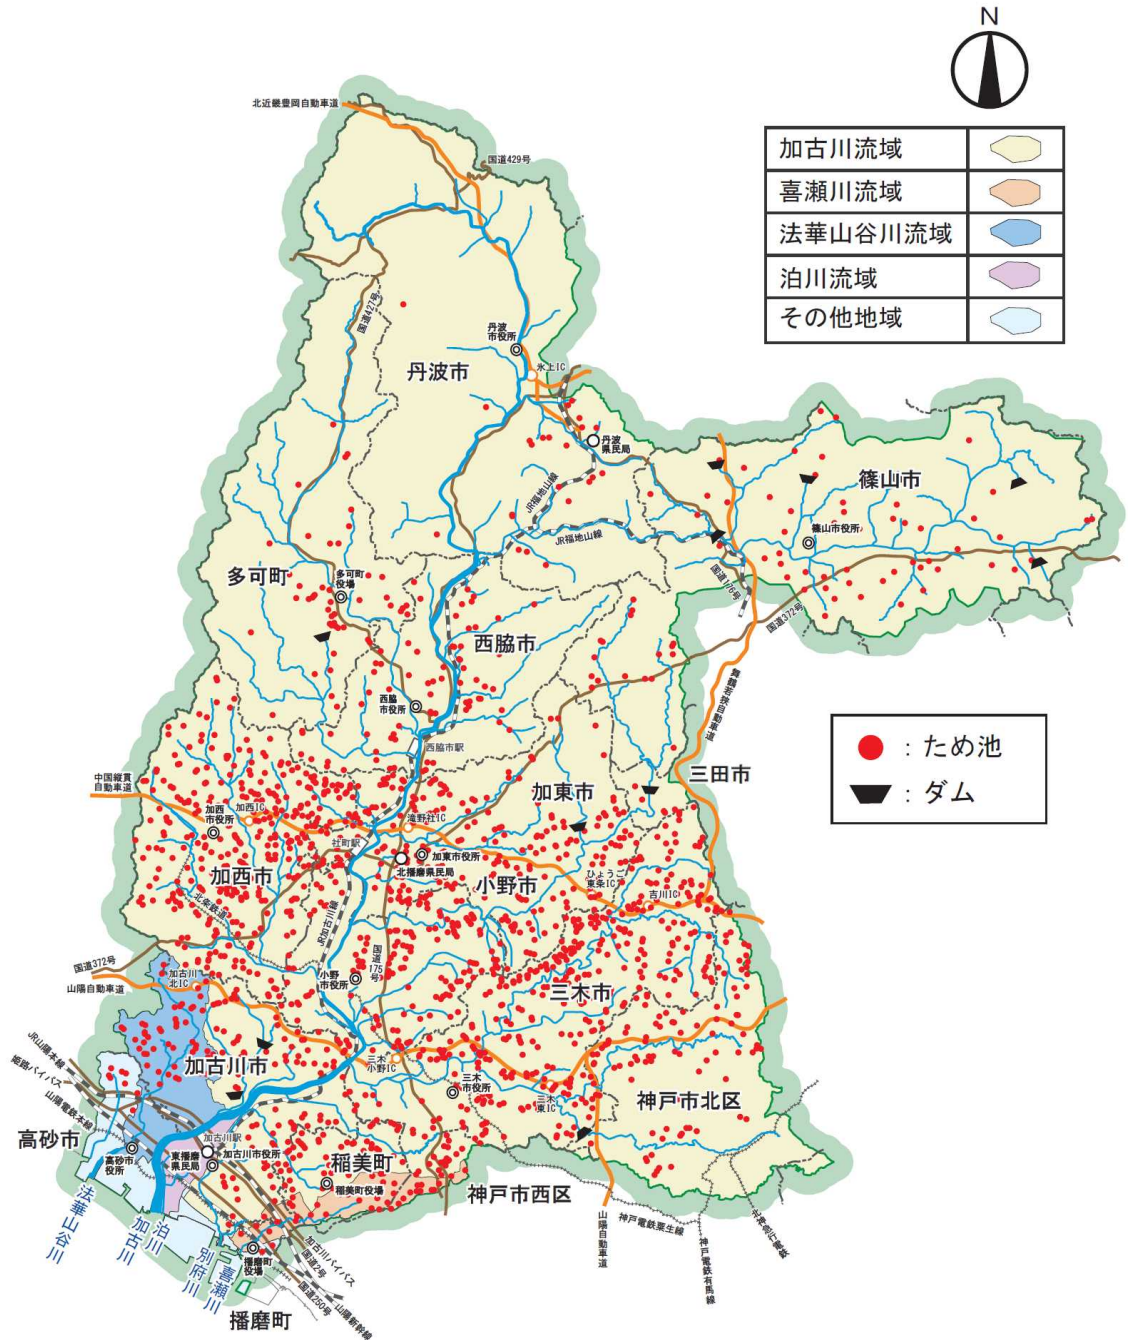 N
北近畿豊岡自動車道
国道429号
加古川流域
喜瀬川流域
法華山谷川流域
泊川流域
その他地域
国道427号
丹波
市役所
氷上IC
丹波市
丹波
県民局
篠山市
JR福地山線
JR福地山線
篠山市役所
多可町
多可町
役場
国道176号
国道372号
西脇市
舞鶴若狭自動車道
西脇
市役所
西脇市駅
：ため池
：ダム
三田市
中国縦貫
自動車道
加西
市役所
加西IC
加東市
滝野社IC
社町駅
加東市役所
北播磨県民局
加西市
小野市
ひょうご
東条IC
吉川IC
北条鉄道
JR加古川線
国道175号
国道372号
加古川
北IC
小野
市役所
山陽自動車道
三木市
JR山陽本線
姫路バイパス
山陽電鉄本線
加古川市
三木
小野IC
三木
市役所
三木
東IC
神戸市北区
高砂市
加古川駅
高砂市
役所
東播磨
県民局
加古川市役所
稲美町
稲美町役場
神戸市西区
法華山谷川
加古川
泊川
別府川
喜瀬川
播磨町
役場
播磨町
加古川バイパス
国道2号
国道250号
山陽新幹線
山陽自動車道
神戸電鉄粟生線
神戸電鉄有馬線